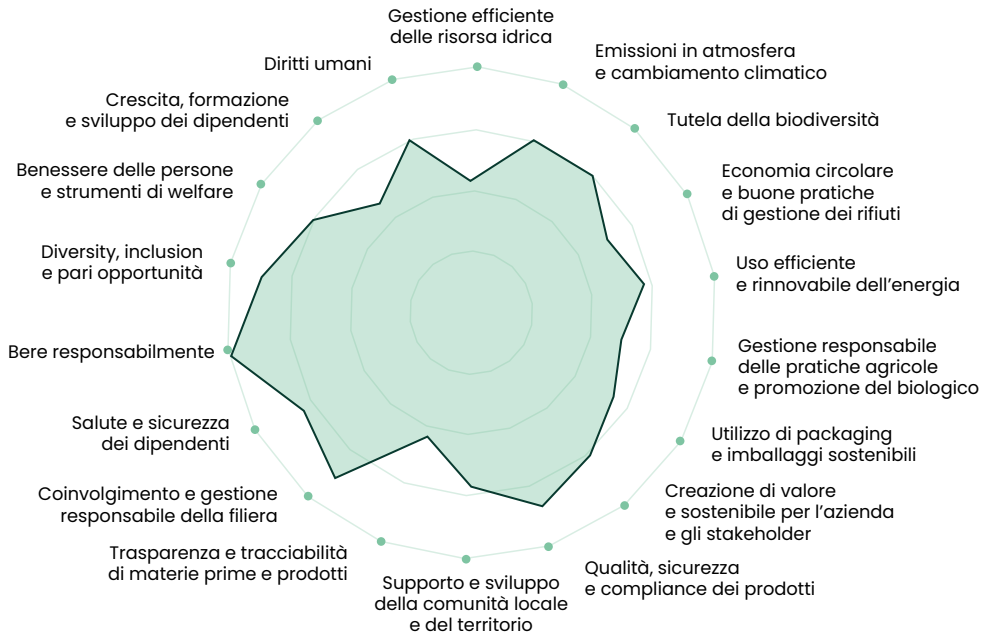 Gestione efficiente
delle risorsa idrica
Emissioni in atmosfera
e cambiamento climatico
Tutela della biodiversità
Economia circolare
e buone pratiche
di gestione dei rifiuti
Uso efficiente
e rinnovabile dell’energia
Gestione responsabile
delle pratiche agricole
e promozione del biologico
Utilizzo di packaging
e imballaggi sostenibili
Creazione di valore
e sostenibile per l’azienda
e gli stakeholder
Qualità, sicurezza
e compliance dei prodotti
Supporto e sviluppo
della comunità locale
e del territorio
Trasparenza e tracciabilità
di materie prime e prodotti
Coinvolgimento e gestione
responsabile della filiera
Salute e sicurezza
dei dipendenti
Bere responsabilmente
Diversity, inclusion
e pari opportunità
Benessere delle persone
e strumenti di welfare
Crescita, formazione
e sviluppo dei dipendenti
Diritti umani